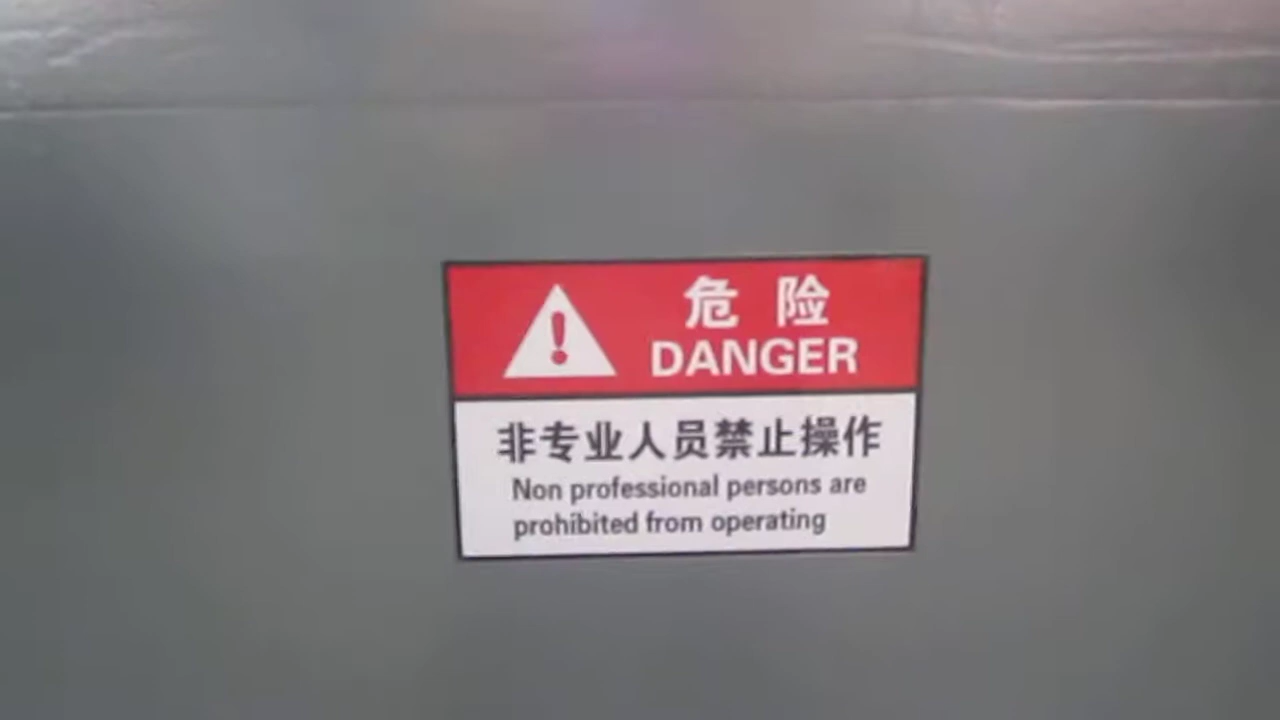 危险
DANGER
非专业人员禁止操作
Non professional persons are
prohibited from operating